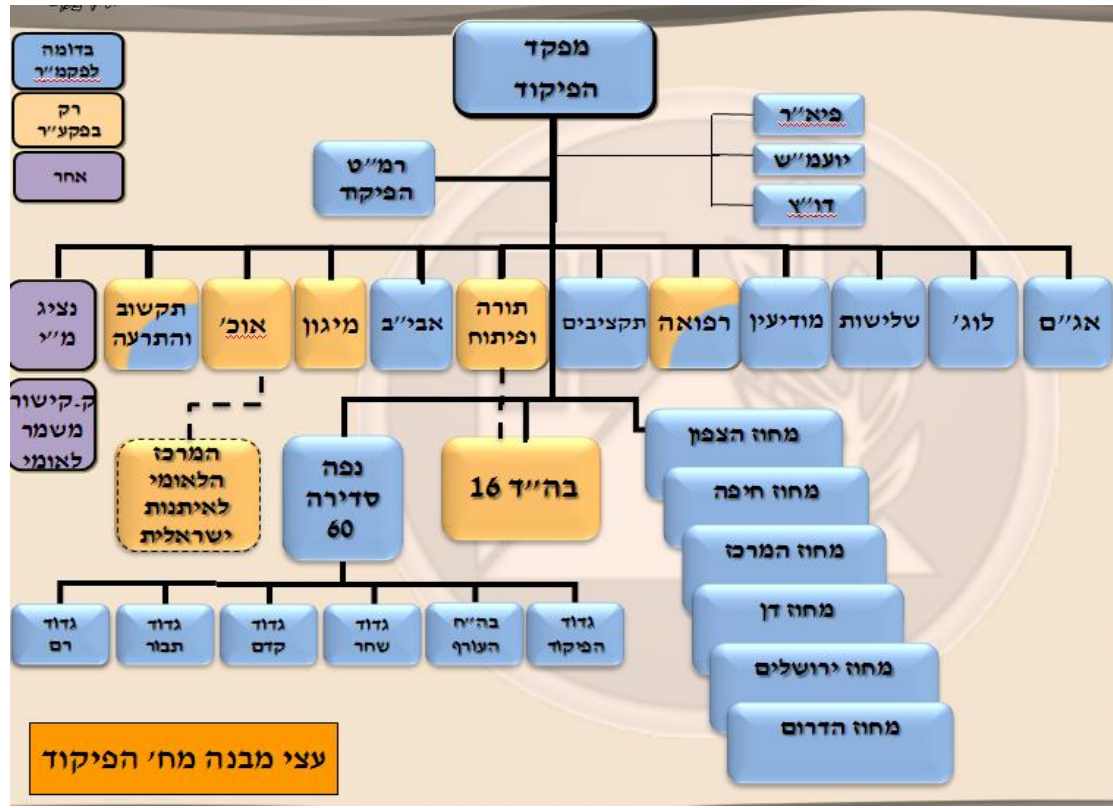 בדומה
לפקמ״ר
רק
בפקע״ר
אחר
מפקד
הפיקוד
רמ״ט
הפיקוד
פיא״ר
יועמ״ש
דו״צ
אג״ם
לוג׳
שלישות
מודיעין
רפואה
תקציבים
תורה
ופיתוח
אבי״ב
מיגון
אוכ׳
תקשוב
והתרעה
נציג
מ״י
ק.קישור
משמר
לאומי
מחוז הצפון
מחוז חיפה
מחוז המרכז
מחוז דן
מחוז ירושלים
מחוז הדרום
בה״ד 16
נפה
סדירה
60
המרכז
הלאומי
לאיתנות
ישראלית
גדוד
הפיקוד
בה״ח
העורף
גדוד
שחר
גדוד
קדם
גדוד
תבור
גדוד
רם
עצי מבנה מח׳ הפיקוד